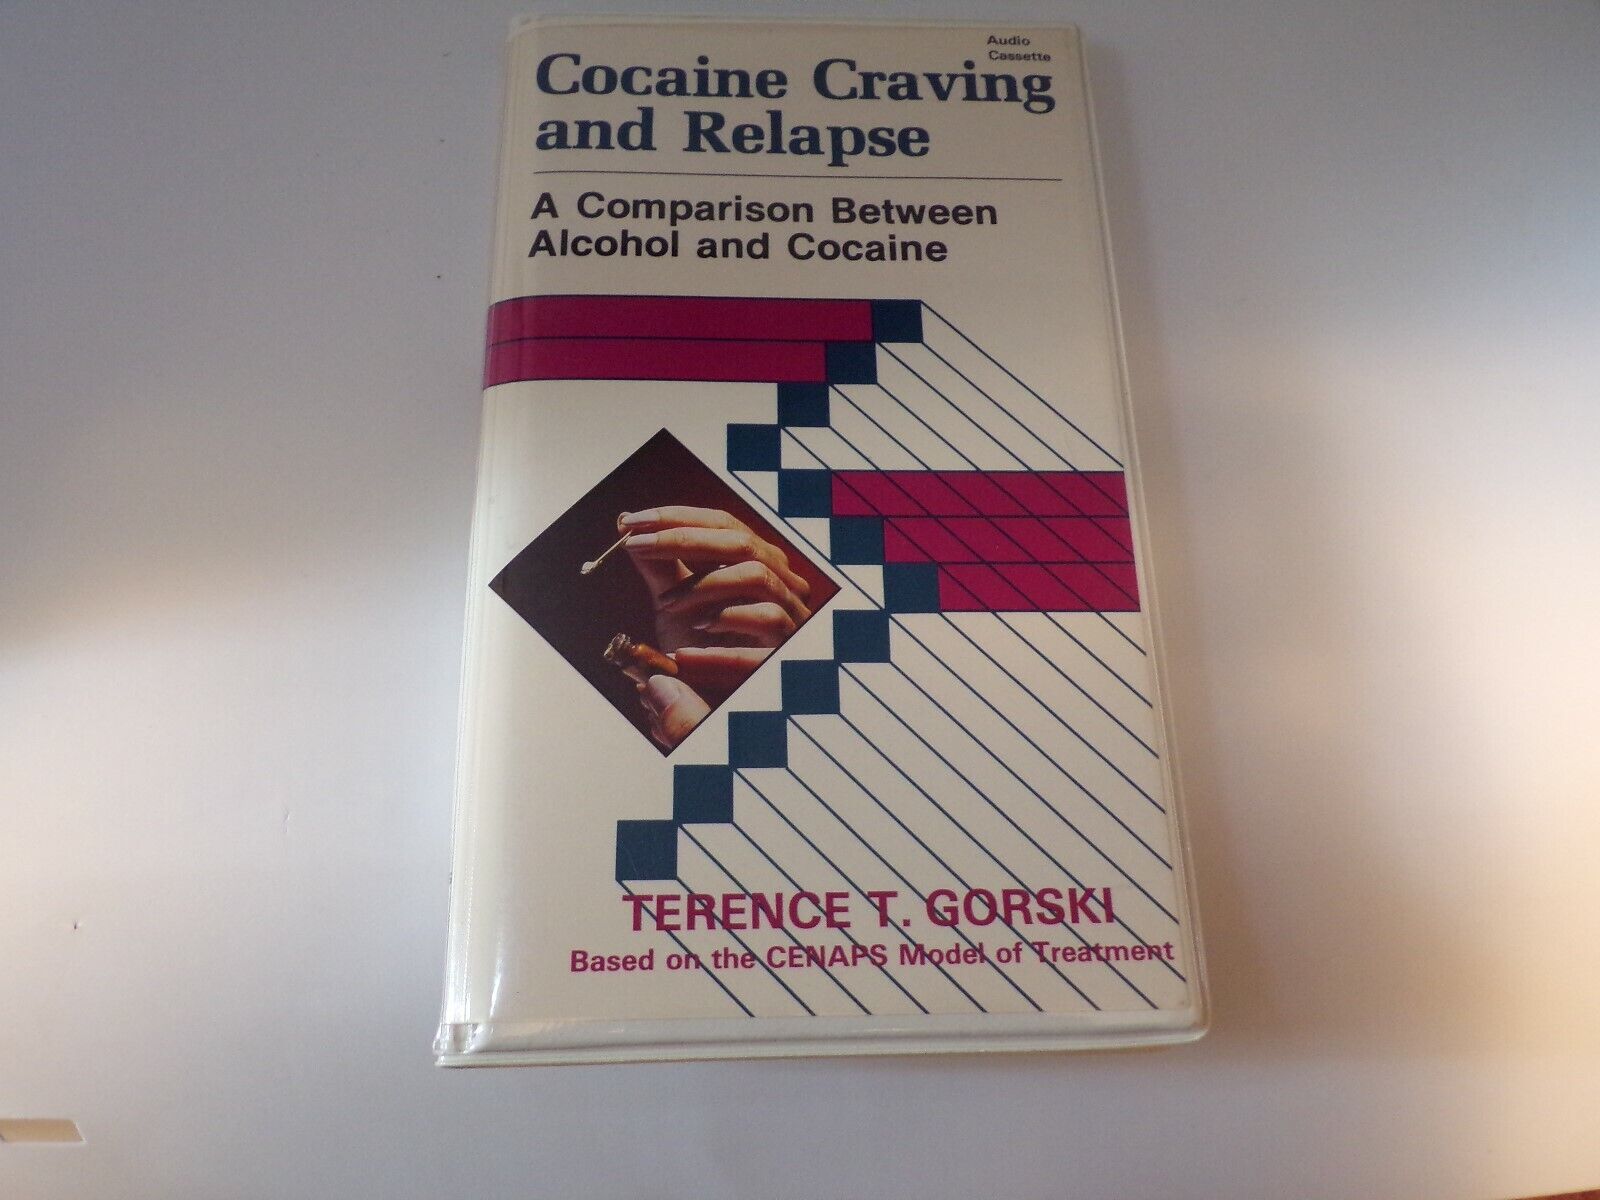 Audio
Cassette
Cocaine Craving
and Relapse
A Comparison Between
Alcohol and Cocaine
TERENCE T. GORSKI
Based on the CENAPS Model of Treatment